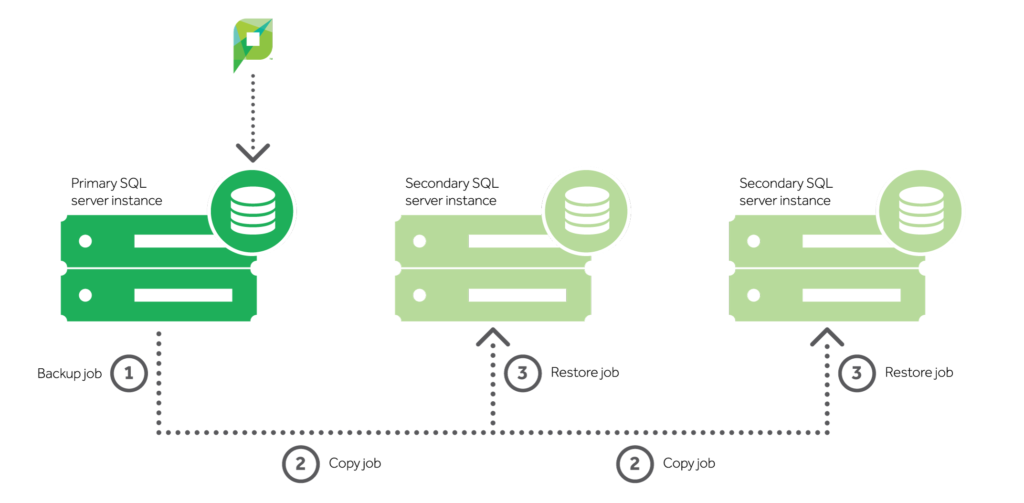 Primary SQL
server instance
Secondary SQL
server instance
Secondary SQL
server instance
Backup job 1
3 Restore job
3 Restore job
2 Copy job
2 Copy job